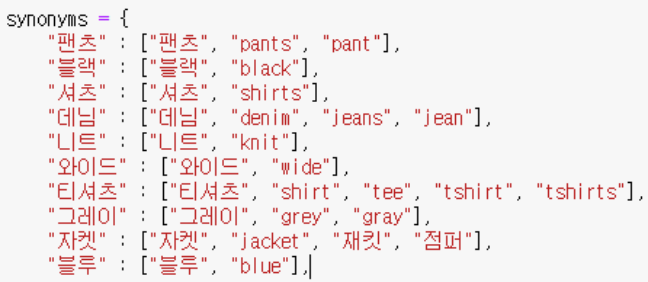 synonyms = {
"팬츠" : ["팬츠", "pants", "pant"],
"블랙" : ["블랙", "black"],
"셔츠" : ["셔츠", "shirts"],
"데님" : ["데님", "denim", "jeans", "jean"],
"니트" : ["니트", "knit"],
"와이드" : ["와이드", "wide"],
"티셔츠" : ["티셔츠", "shirt", "tee", "tshirt", "tshirts"],
"그레이" : ["그레이", "grey", "gray"],
"자켓" : ["자켓", "jacket", "재킷", "점퍼"],
"블루" : ["블루", "blue"],